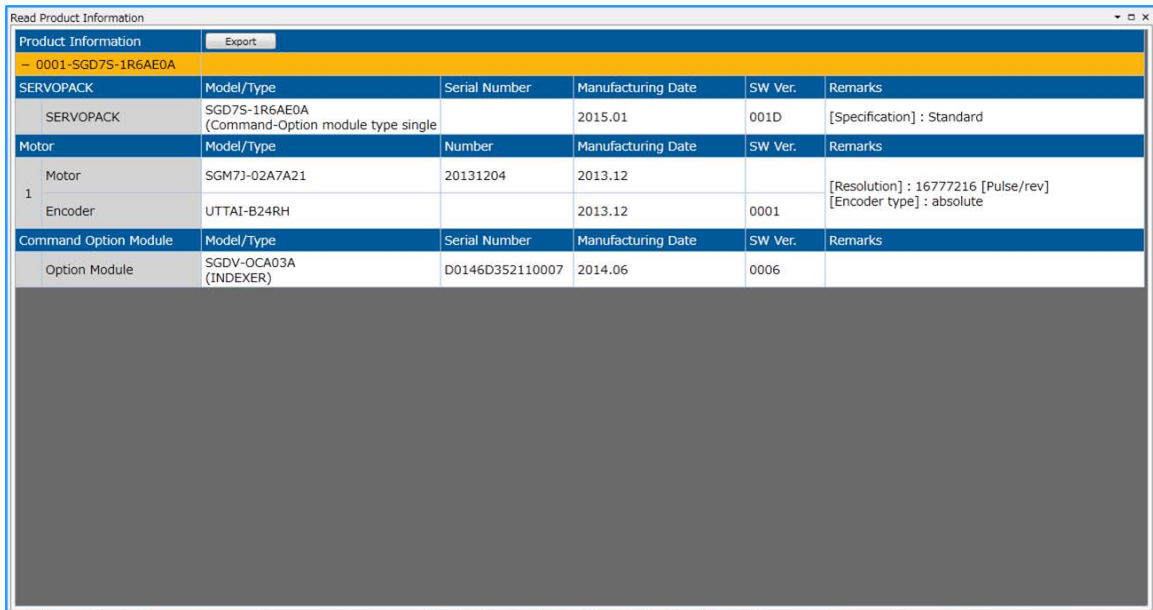 Read Product Information
Product Information Export
− 0001-SGD7S-1R6AE0A
SERVOPACK Model/Type Serial Number Manufacturing Date SW Ver. Remarks
SERVOPACK SGD7S-1R6AE0A 2015.01 001D [Specification] : Standard
(Command-Option module type single
Motor Model/Type Number Manufacturing Date SW Ver. Remarks
1 Motor SGM7J-02A7A21 20131204 2013.12 [Resolution] : 16777216 [Pulse/rev]
Encoder UTTAI-B24RH 2013.12 0001 [Encoder type] : absolute
Command Option Module Model/Type Serial Number Manufacturing Date SW Ver. Remarks
Option Module SGDV-OCA03A D0146D352110007 2014.06 0006
(INDEXER)